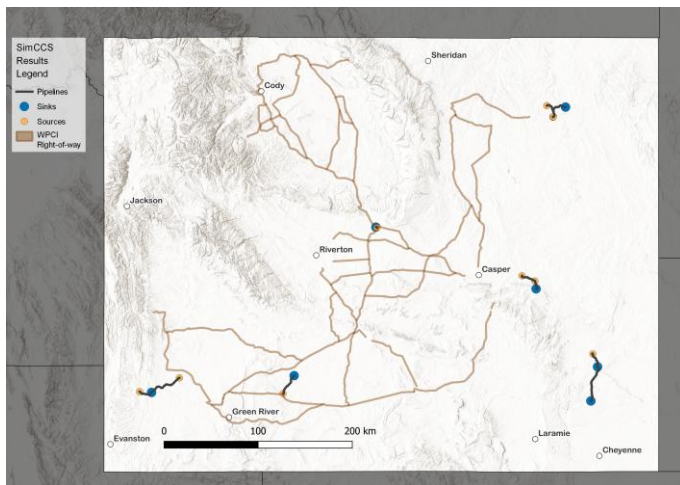 SimCCS
Results
Legend
Pipelines
Sinks
Sources
WPCI
Right-of-way
Sheridan
Cody
Jackson
Riverton
Casper
Green River
Evanston
0 100 200 km
Laramie
Cheyenne